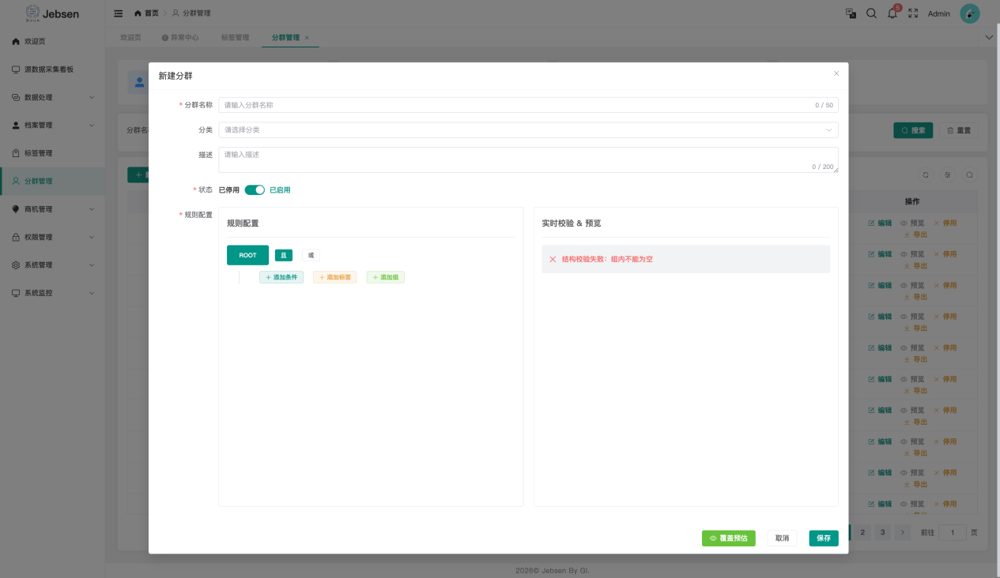 Jebsen
首页
分群管理
5
Admin
欢迎页
异常中心
标签管理
分群管理
欢迎页
源数据采集看板
数据处理
档案管理
标签管理
分群管理
商机管理
权限管理
系统管理
系统监控
新建分群
* 分群名称 请输入分群名称 0 / 50
分类 请选择分类
描述 请输入描述
0 / 200
* 状态 已停用 已启用
* 规则配置
规则配置
ROOT 且 或
+ 添加条件 + 添加标签 + 添加组
实时校验 & 预览
结构校验失败：组内不能为空
覆盖预估 取消 保存
分群名
搜索 重置
操作
编辑 预览 停用
导出
编辑 预览 停用
导出
编辑 预览 停用
导出
编辑 预览 停用
导出
编辑 预览 停用
导出
编辑 预览 停用
导出
编辑 预览 停用
导出
编辑 预览 停用
导出
编辑 预览 停用
导出
编辑 预览 停用
2 3 前往 1 页
2026© Jebsen By GI.